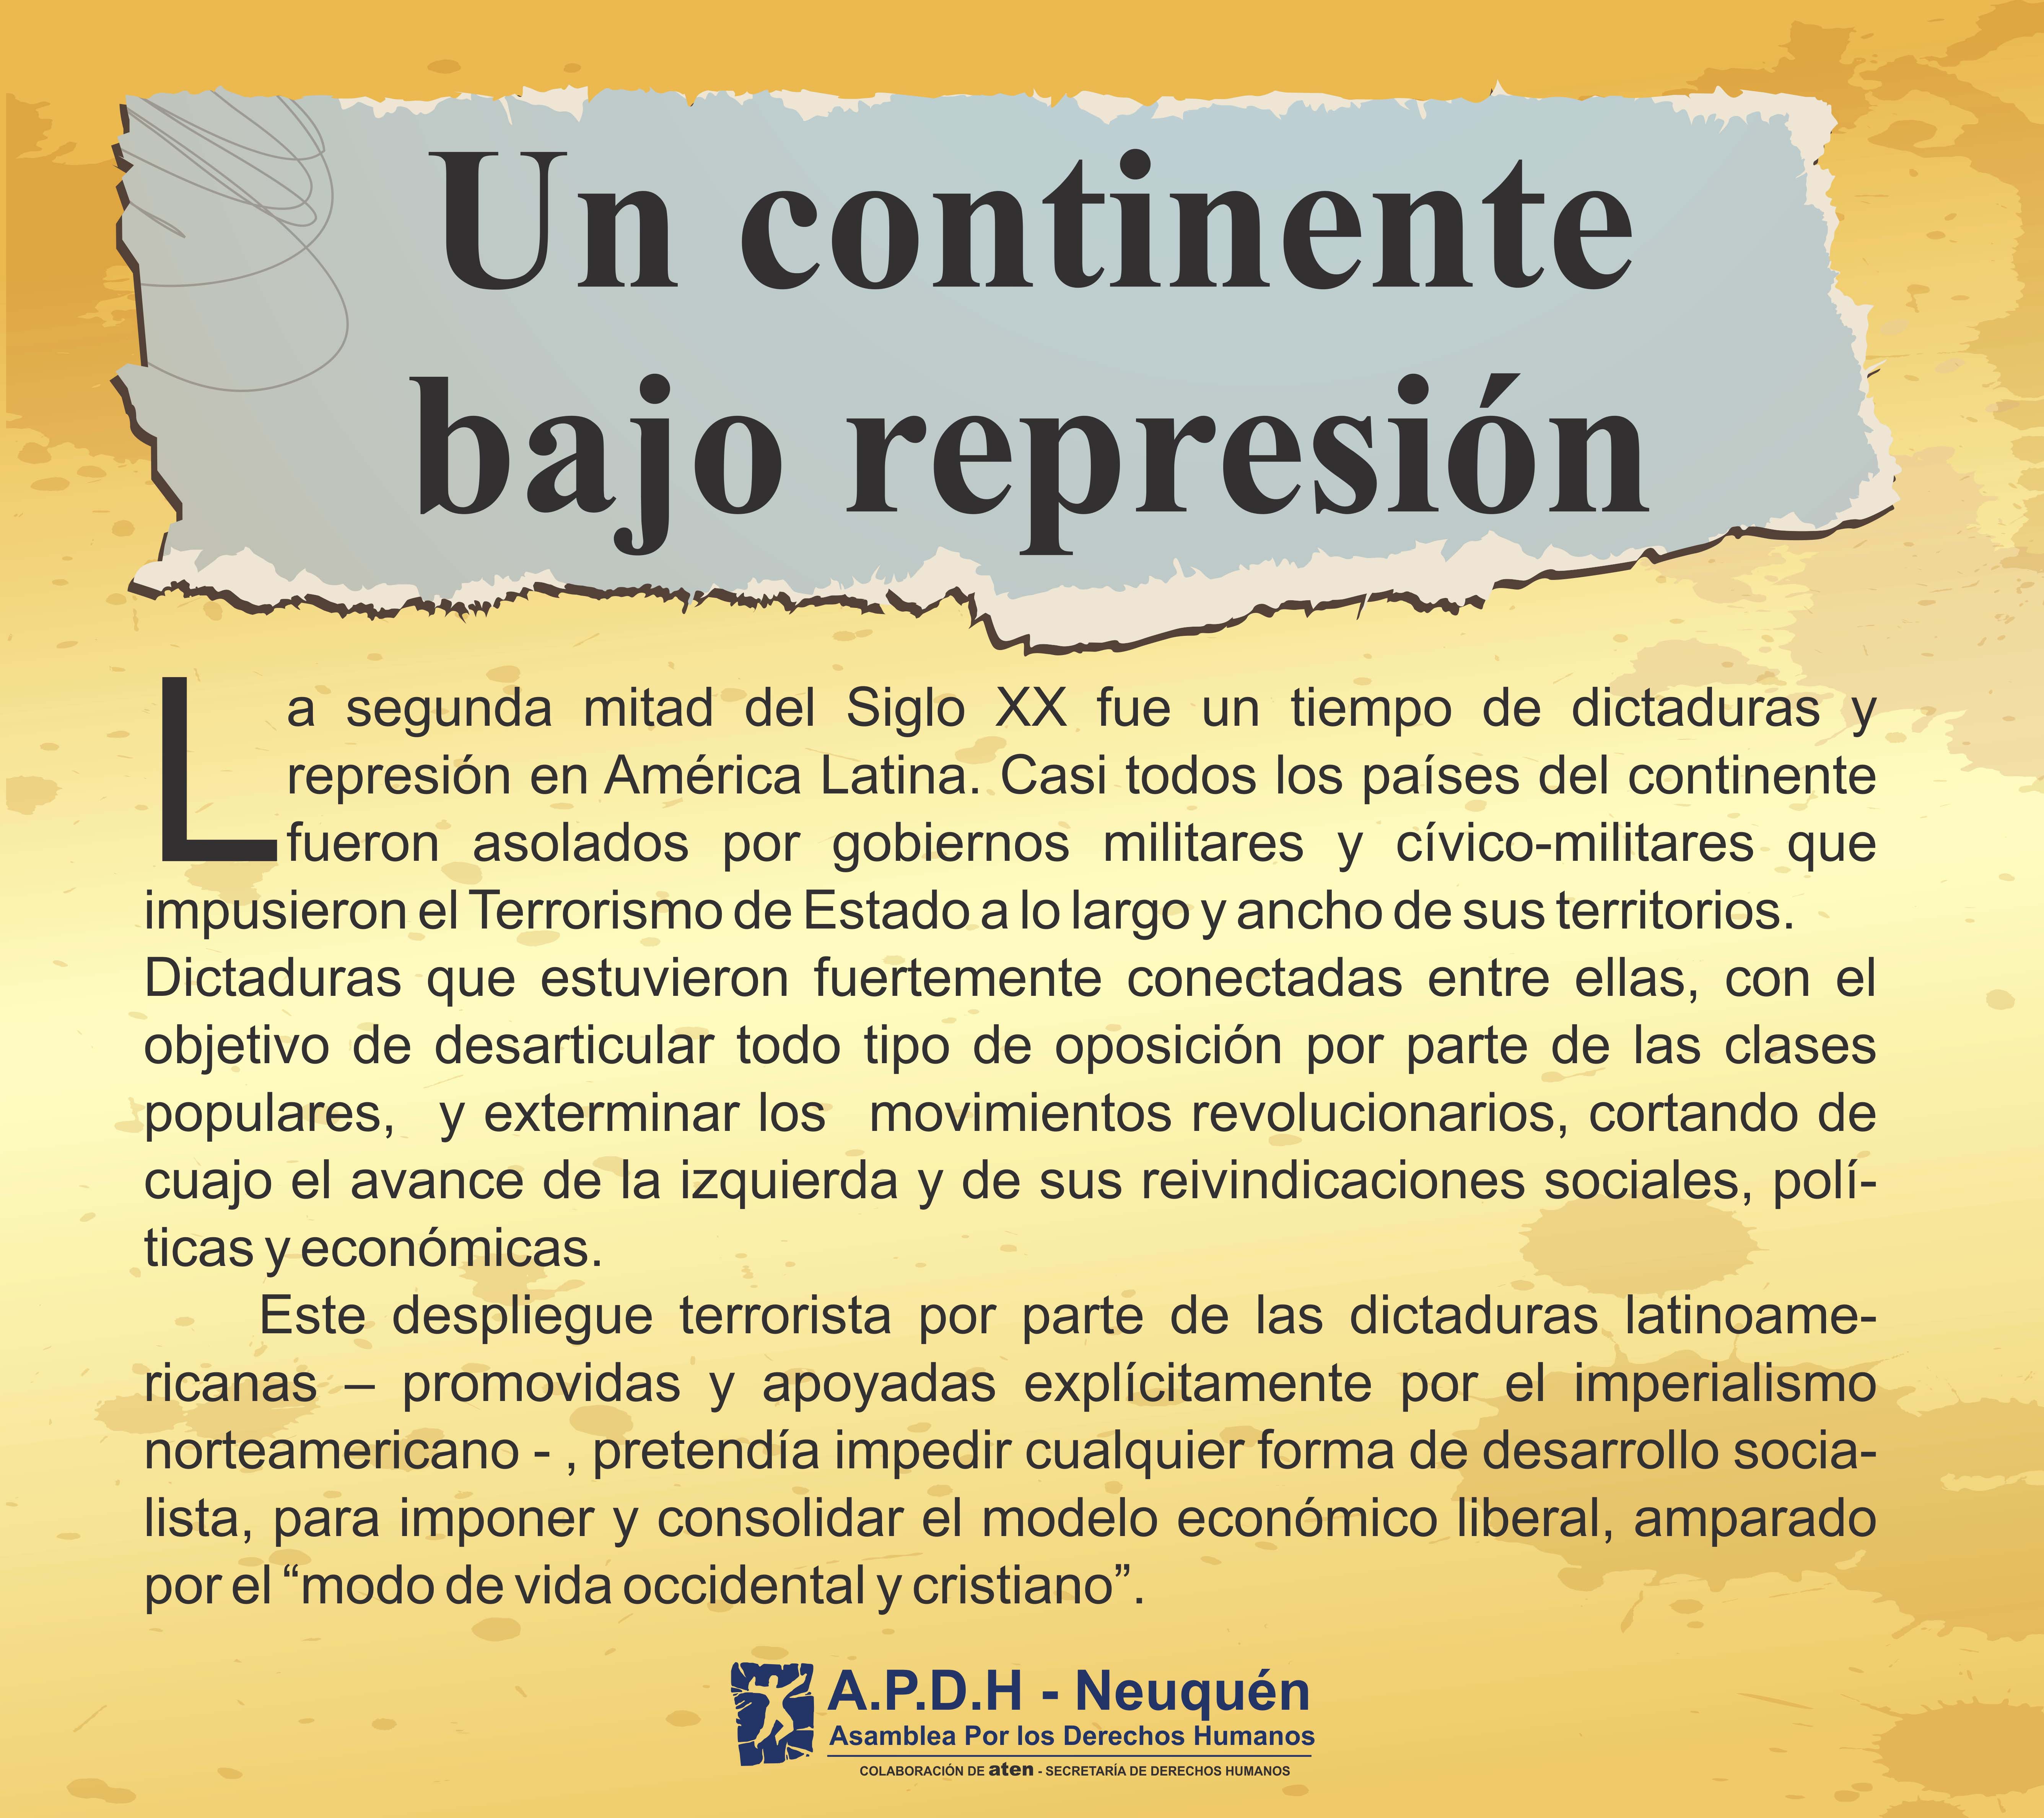 Un continente
bajo represión
La segunda mitad del Siglo XX fue un tiempo de dictaduras y
represión en América Latina. Casi todos los países del continente
fueron asolados por gobiernos militares y cívico-militares que
impusieron el Terrorismo de Estado a lo largo y ancho de sus territorios.
Dictaduras que estuvieron fuertemente conectadas entre ellas, con el
objetivo de desarticular todo tipo de oposición por parte de las clases
populares, y exterminar los movimientos revolucionarios, cortando de
cuajo el avance de la izquierda y de sus reivindicaciones sociales, polí-
ticas y económicas.
Este despliegue terrorista por parte de las dictaduras latinoame-
ricanas – promovidas y apoyadas explícitamente por el imperialismo
norteamericano - , pretendía impedir cualquier forma de desarrollo socia-
lista, para imponer y consolidar el modelo económico liberal, amparado
por el “modo de vida occidental y cristiano”.
A.P.D.H - Neuquén
Asamblea Por los Derechos Humanos
COLABORACIÓN DE aten - SECRETARÍA DE DERECHOS HUMANOS